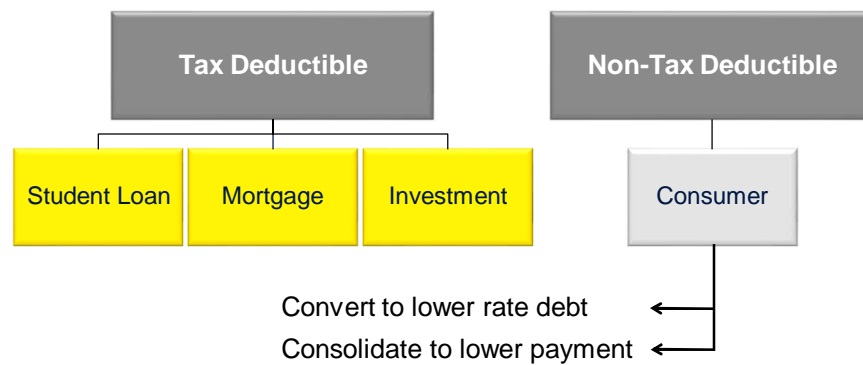 Tax Deductible
Non-Tax Deductible
Student Loan
Mortgage
Investment
Consumer
Convert to lower rate debt
Consolidate to lower payment